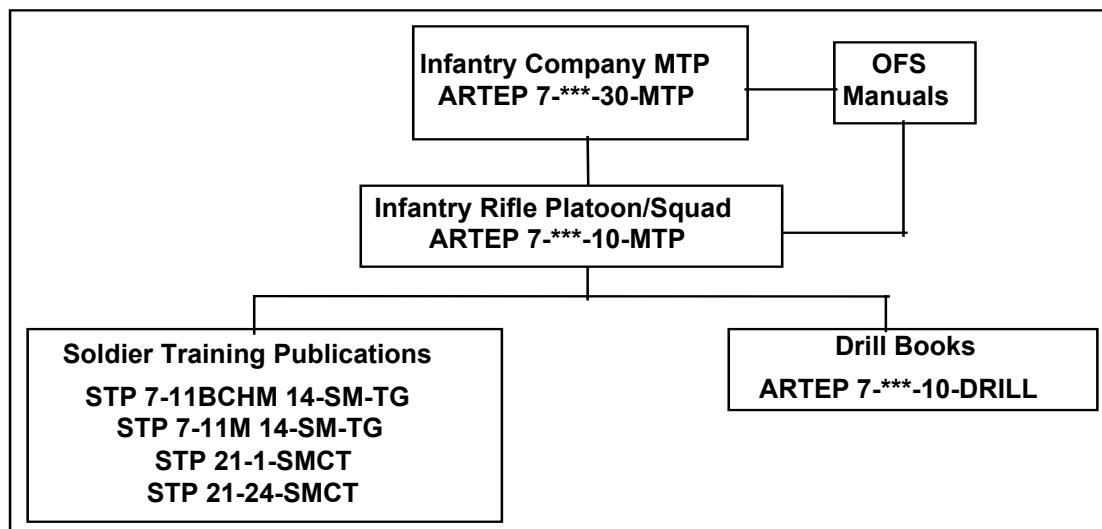 Infantry Company MTP
ARTEP 7-***-30-MTP
OFS
Manuals
Infantry Rifle Platoon/Squad
ARTEP 7-***-10-MTP
Soldier Training Publications
STP 7-11BCHM 14-SM-TG
STP 7-11M 14-SM-TG
STP 21-1-SMCT
STP 21-24-SMCT
Drill Books
ARTEP 7-***-10-DRILL